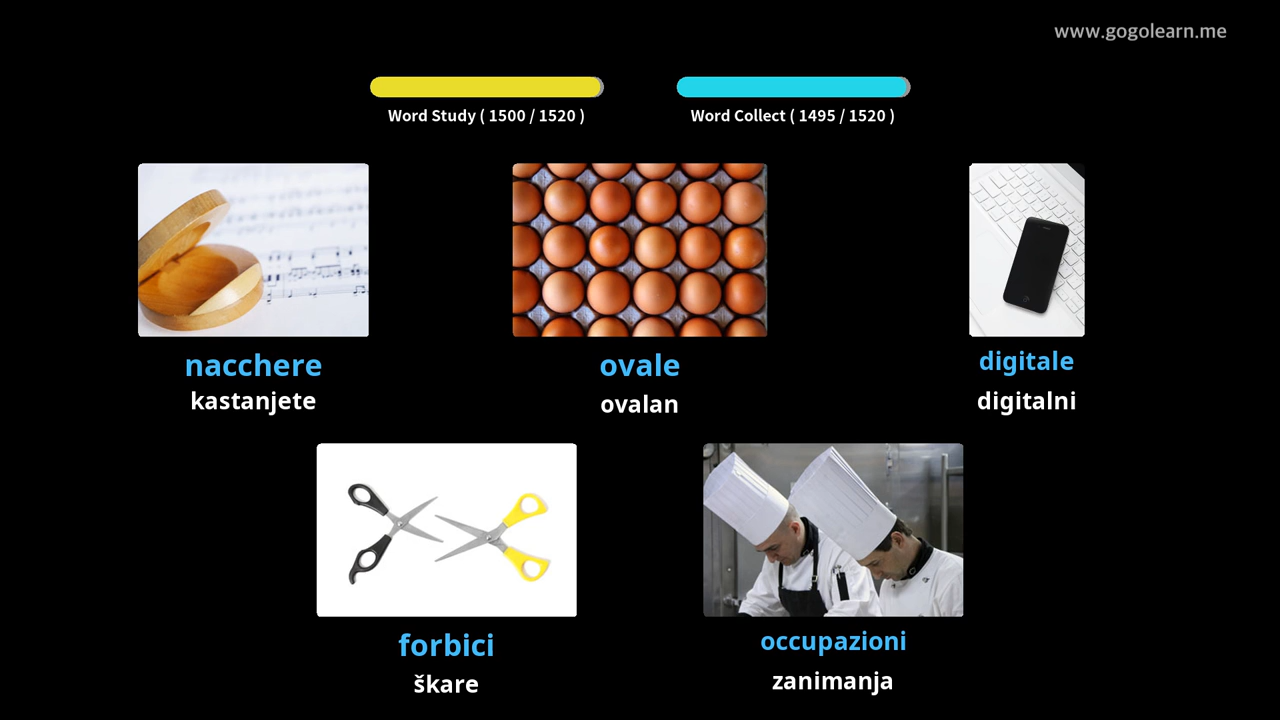 www.gogolearn.me
Word Study ( 1500 / 1520 )
Word Collect ( 1495 / 1520 )
nacchere
kastanjete
ovale
ovalan
digitale
digitalni
forbici
škare
occupazioni
zanimanja